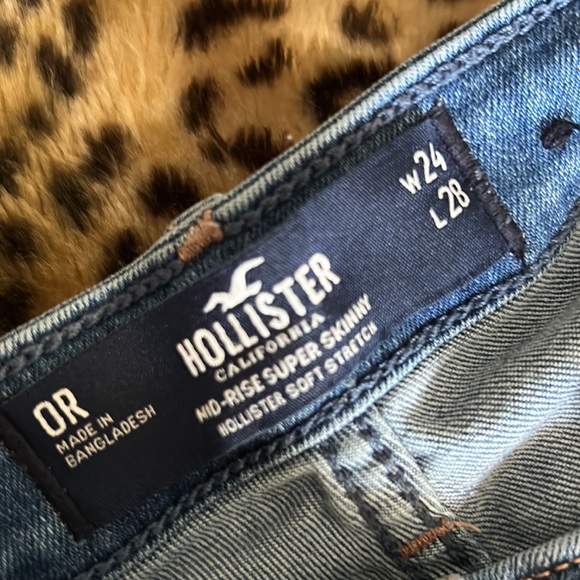 W24
L28
HOLLISTER
CALIFORNIA
MID-RISE SUPER SKINNY
HOLLISTER SOFT STRETCH
0R
MADE IN
BANGLADESH